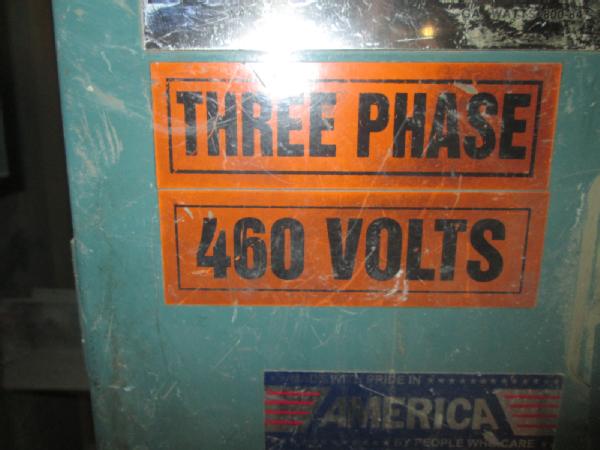 THREE PHASE
460 VOLTS
PRIDE IN
AMERICA
BY PEOPLE WHO CARE